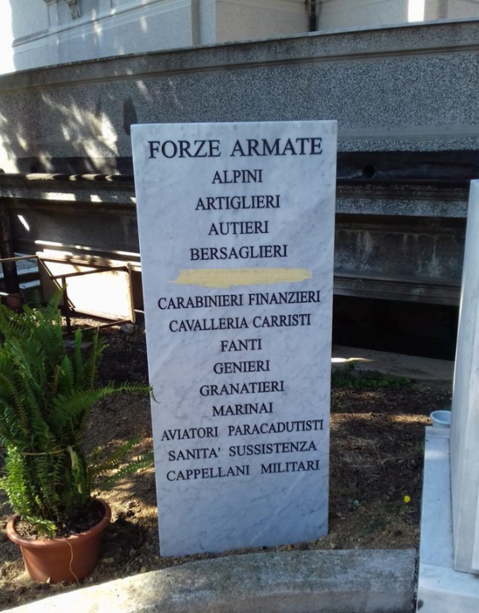 FORZE ARMATE
ALPINI
ARTIGLIERI
AUTIERI
BERSAGLIERI
CARABINIERI FINANZIERI
CAVALLERIA CARRISTI
FANTI
GENIERI
GRANATIERI
MARINAI
AVIATORI PARACADUTISTI
SANITA' SUSSISTENZA
CAPPELLANI MILITARI